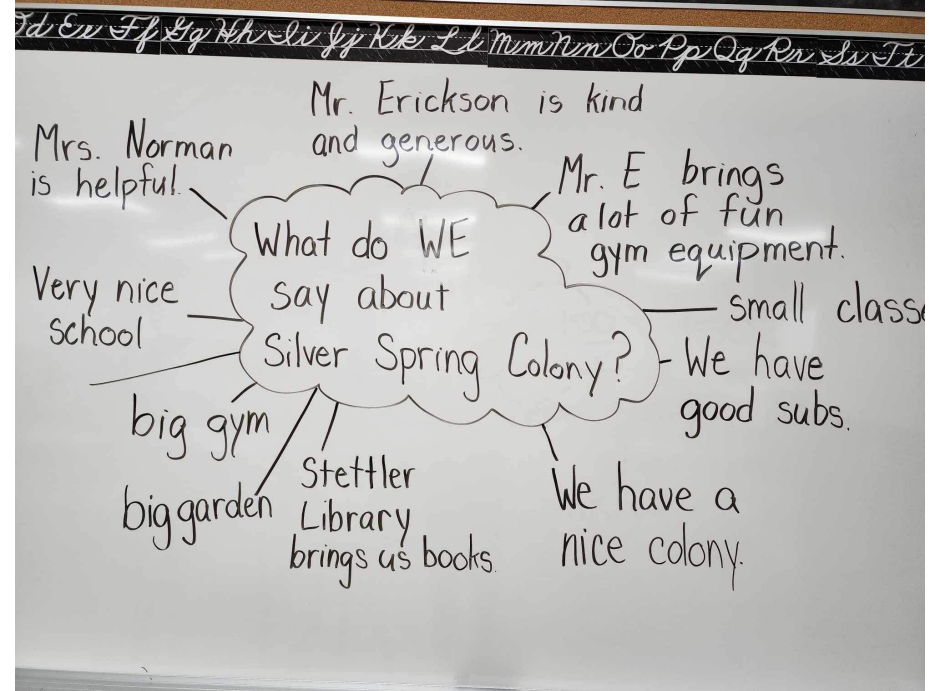 Dd Ee Ff Gg Hh Ii Jj Kk Ll Mm Nn Oo Pp Qq Rr Ss Tt
Mr. Erickson is kind
and generous.
Mrs. Norman
is helpful.
Mr. E brings
a lot of fun
gym equipment.
What do WE
say about
Silver Spring Colony?
Very nice
school
small classe
We have
good subs.
big gym
big garden
Stettler
Library
brings us books.
We have a
nice colony.